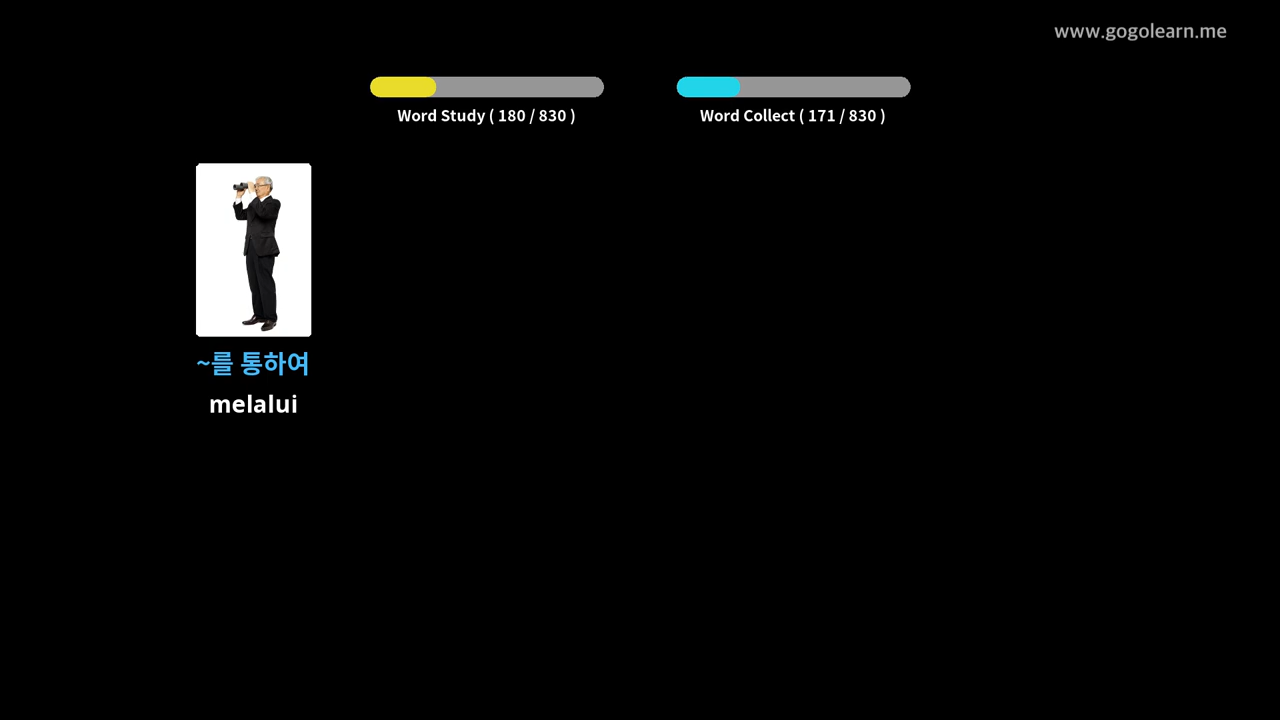 www.gogolearn.me
Word Study ( 180 / 830 )
Word Collect ( 171 / 830 )
~를 통하여
melalui